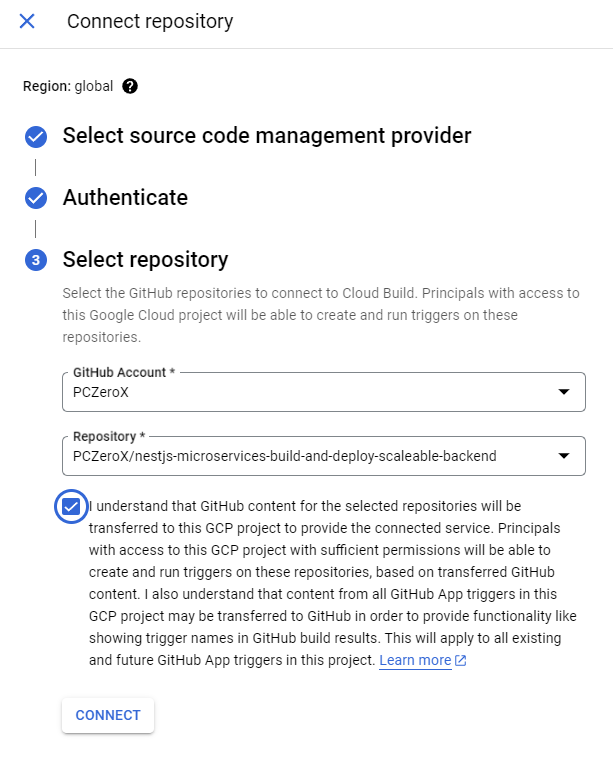 Connect repository
Region: global
Select source code management provider
Authenticate
3 Select repository
Select the GitHub repositories to connect to Cloud Build. Principals with access to
this Google Cloud project will be able to create and run triggers on these
repositories.
GitHub Account *
PCZeroX
Repository *
PCZeroX/nestjs-microservices-build-and-deploy-scaleable-backend
I understand that GitHub content for the selected repositories will be
transferred to this GCP project to provide the connected service. Principals
with access to this GCP project with sufficient permissions will be able to
create and run triggers on these repositories, based on transferred GitHub
content. I also understand that content from all GitHub App triggers in this
GCP project may be transferred to GitHub in order to provide functionality like
showing trigger names in GitHub build results. This will apply to all existing
and future GitHub App triggers in this project. Learn more
CONNECT